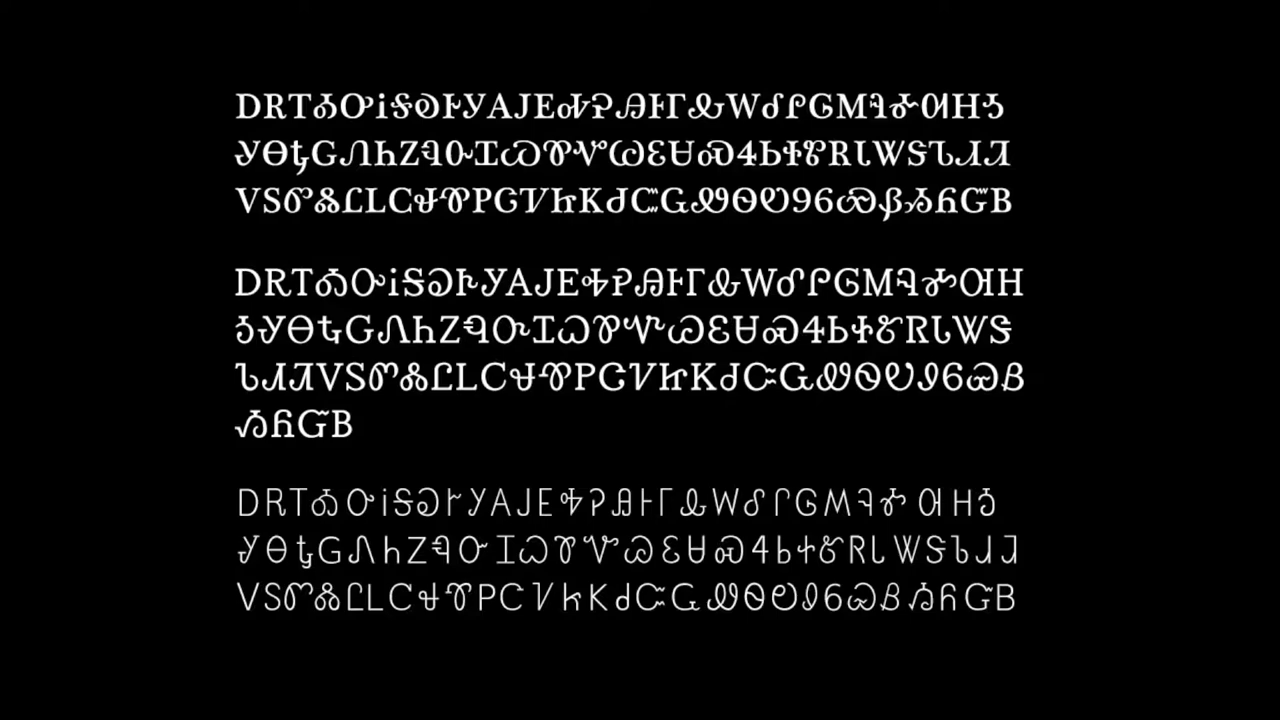 ᎠᎡᎢᎣᎤᎥᎦᎧᎨᎩᎪᎫᎬᎭᎮᎯᎰᎱᎲᎳᎴᎵᎶᎷᎸᎹᎺᎻᎼ
ᎽᎾᎿᏀᏁᏂᏃᏄᏅᏆᏇᏈᏉᏊᏋᏌᏍᏎᏏᏐᏑᏒᏓᏔᏕᏖᏗᏘ
ᏙᏚᏛᏜᏝᏞᏟᏠᏡᏢᏣᏤᏥᏦᏧᏨᏩᏪᏫᏬᏭᏮᏯᏰᏱᏲᏳᏴ
ᎠᎡᎢᎣᎤᎥᎦᎧᎨᎩᎪᎫᎬᎭᎮᎯᎰᎱᎲᎳᎴᎵᎶᎷᎸᎹᎺᎻ
ᎼᎽᎾᎿᏀᏁᏂᏃᏄᏅᏆᏇᏈᏉᏊᏋᏌᏍᏎᏏᏐᏑᏒᏓᏔᏕ
ᏖᏗᏘᏙᏚᏛᏜᏝᏞᏟᏠᏡᏢᏣᏤᏥᏦᏧᏨᏩᏪᏫᏬᏭᏮᏯᏰ
ᏱᏲᏳᏴ
ᎠᎡᎢᎣᎤᎥᎦᎧᎨᎩᎪᎫᎬᎭᎮᎯᎰᎱᎲᎳᎴᎵᎶᎷᎸᎹᎺᎻᎼ
ᎽᎾᎿᏀᏁᏂᏃᏄᏅᏆᏇᏈᏉᏊᏋᏌᏍᏎᏏᏐᏑᏒᏓᏔᏕᏖᏗᏘ
ᏙᏚᏛᏜᏝᏞᏟᏠᏡᏢᏣᏤᏥᏦᏧᏨᏩᏪᏫᏬᏭᏮᏯᏰᏱᏲᏳᏴ